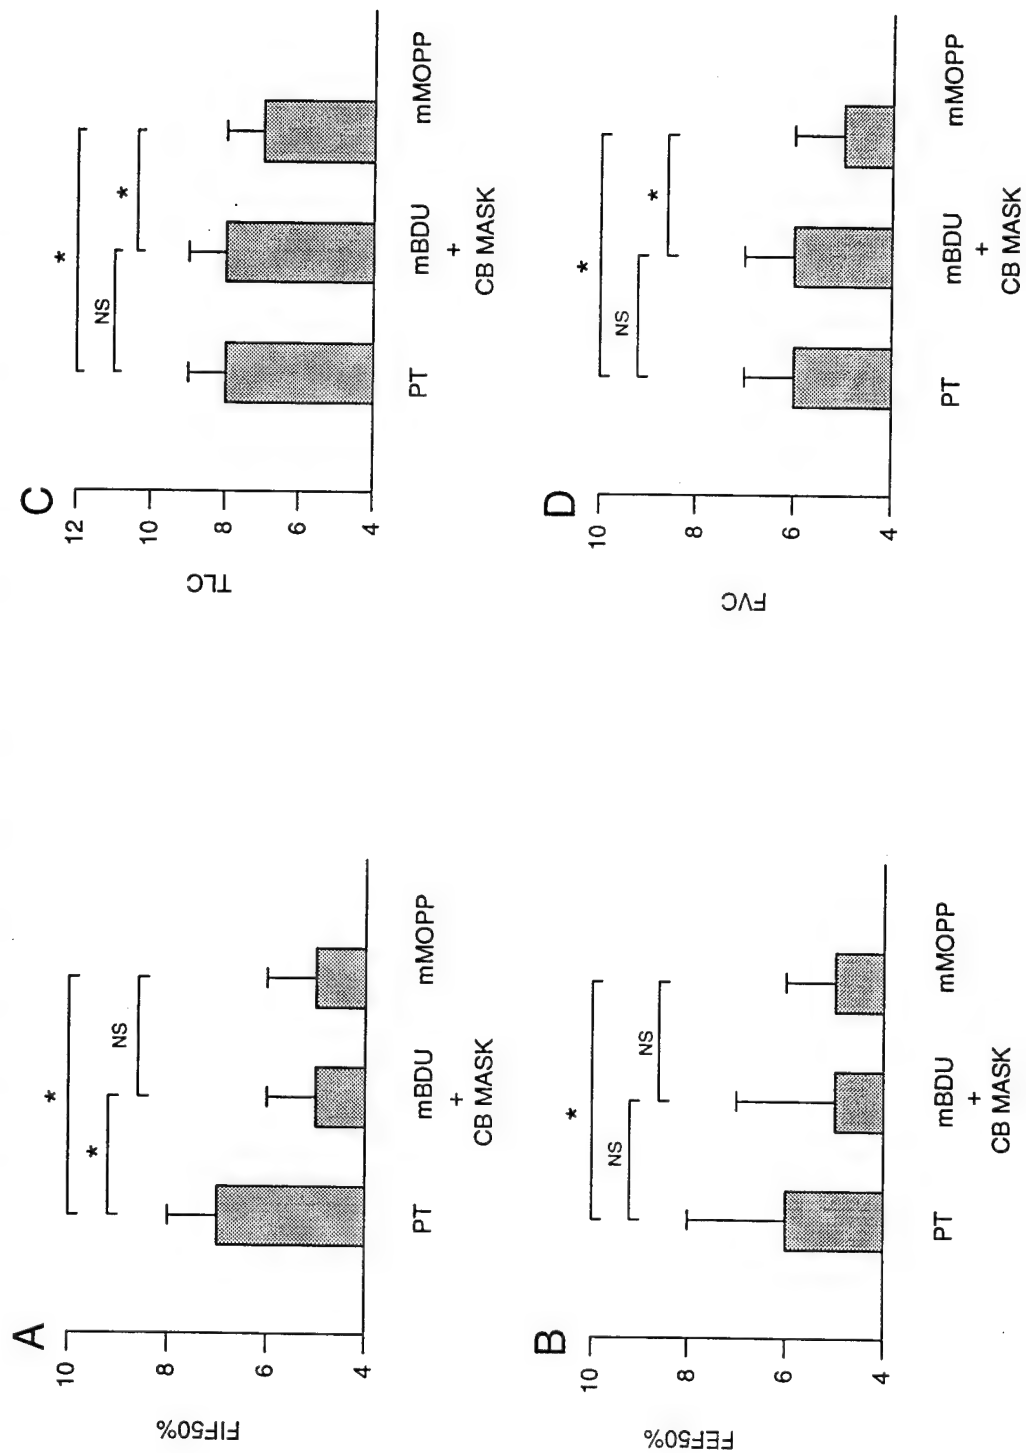 A
FIF50%
10
8
6
4
*
*
NS
PT
mBDU
+
CB MASK
mMOPP
B
FEF50%
10
8
6
4
*
NS
NS
PT
mBDU
+
CB MASK
mMOPP
C
TLC
12
10
8
6
4
*
NS
*
PT
mBDU
+
CB MASK
mMOPP
D
FVC
10
8
6
4
*
NS
*
PT
mBDU
+
CB MASK
mMOPP